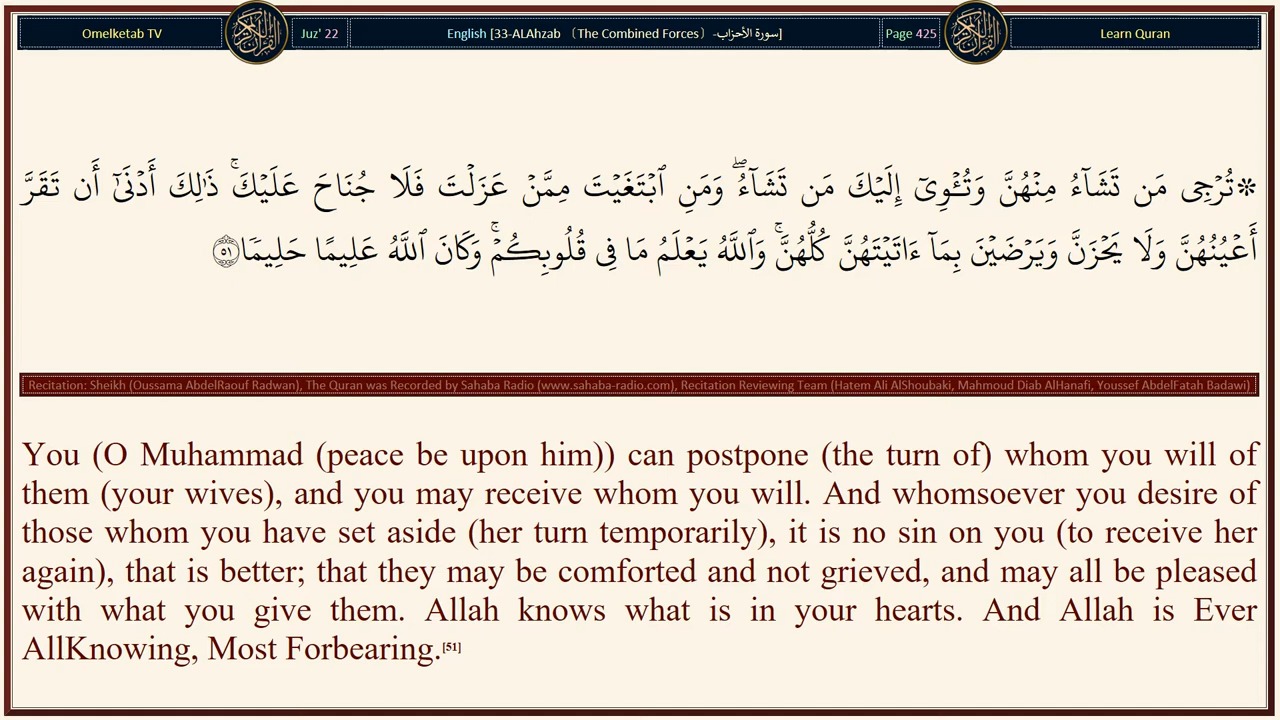 Omelketab TV
Juz' 22
English [33-ALAhzab （The Combined Forces） -سورة الأحزاب]
Page 425
Learn Quran
۞ تُرۡجِي مَن تَشَآءُ مِنۡهُنَّ وَتُـٔۡوِيٓ إِلَيۡكَ مَن تَشَآءُۖ وَمَنِ ٱبۡتَغَيۡتَ مِمَّنۡ عَزَلۡتَ فَلَا جُنَاحَ عَلَيۡكَۚ ذَٰلِكَ أَدۡنَىٰٓ أَن تَقَرَّ
أَعۡيُنُهُنَّ وَلَا يَحۡزَنَّ وَيَرۡضَيۡنَ بِمَآ ءَاتَيۡتَهُنَّ كُلُّهُنَّۚ وَٱللَّهُ يَعۡلَمُ مَا فِي قُلُوبِكُمۡۚ وَكَانَ ٱللَّهُ عَلِيمًا حَلِيمٗا ٥١
Recitation: Sheikh (Oussama AbdelRaouf Radwan), The Quran was Recorded by Sahaba Radio (www.sahaba-radio.com), Recitation Reviewing Team (Hatem Ali AlShoubaki, Mahmoud Diab AlHanafi, Youssef AbdelFatah Badawi)
You (O Muhammad (peace be upon him)) can postpone (the turn of) whom you will of
them (your wives), and you may receive whom you will. And whomsoever you desire of
those whom you have set aside (her turn temporarily), it is no sin on you (to receive her
again), that is better; that they may be comforted and not grieved, and may all be pleased
with what you give them. Allah knows what is in your hearts. And Allah is Ever
AllKnowing, Most Forbearing.[51]